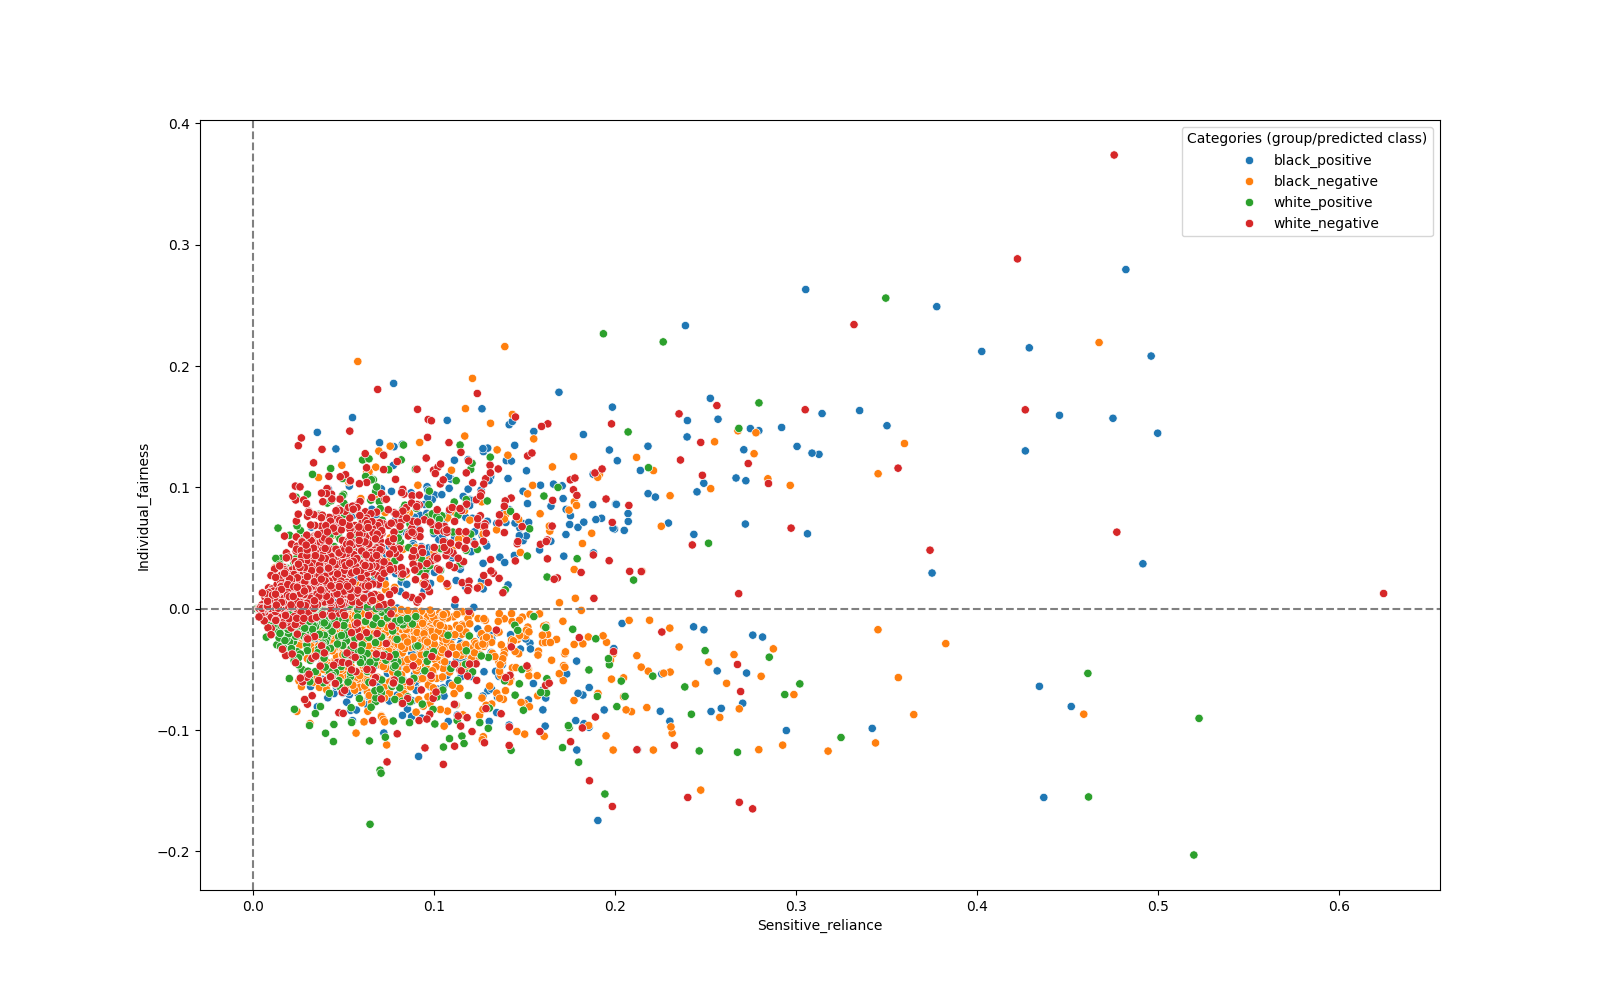 Categories (group/predicted class)
black_positive
black_negative
white_positive
white_negative
0.4
0.3
0.2
0.1
0.0
−0.1
−0.2
Individual_fairness
0.0
0.1
0.2
0.3
0.4
0.5
0.6
Sensitive_reliance